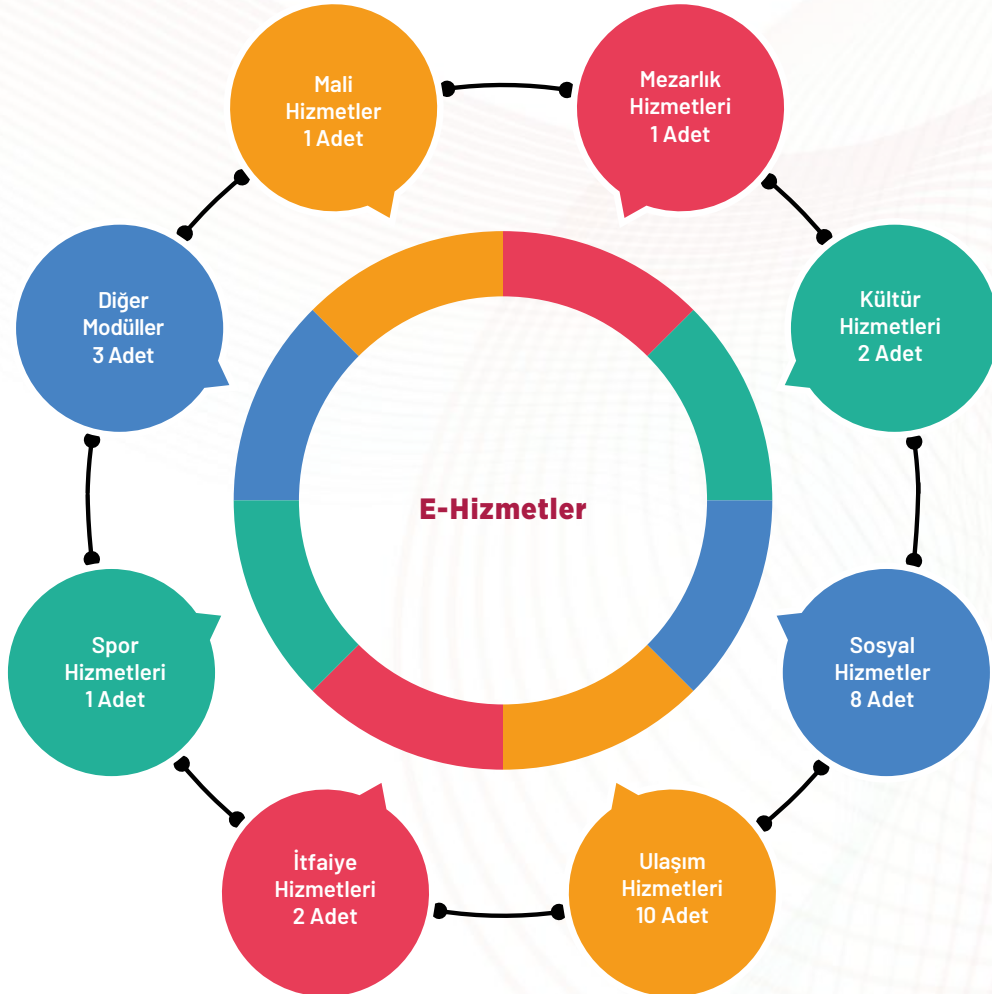 Mali
Hizmetler
1 Adet
Mezarlık
Hizmetleri
1 Adet
Diğer
Modüller
3 Adet
Kültür
Hizmetleri
2 Adet
E-Hizmetler
Spor
Hizmetleri
1 Adet
Sosyal
Hizmetler
8 Adet
İtfaiye
Hizmetleri
2 Adet
Ulaşım
Hizmetleri
10 Adet